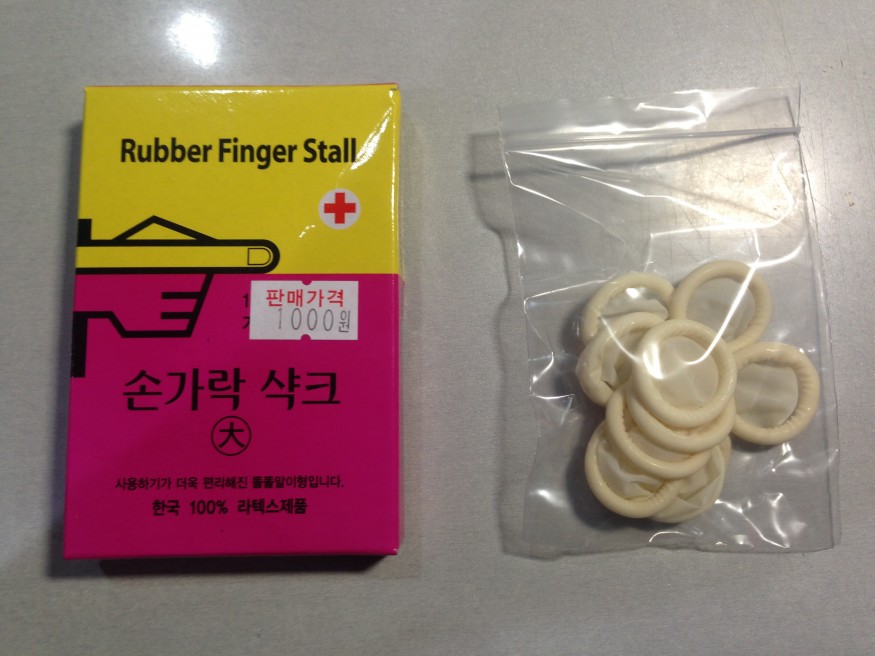 Rubber Finger Stall
판매가격
1000원
손가락 샥크
大
사용하기가 더욱 편리해진 돌돌말이형입니다.
한국 100% 라텍스제품